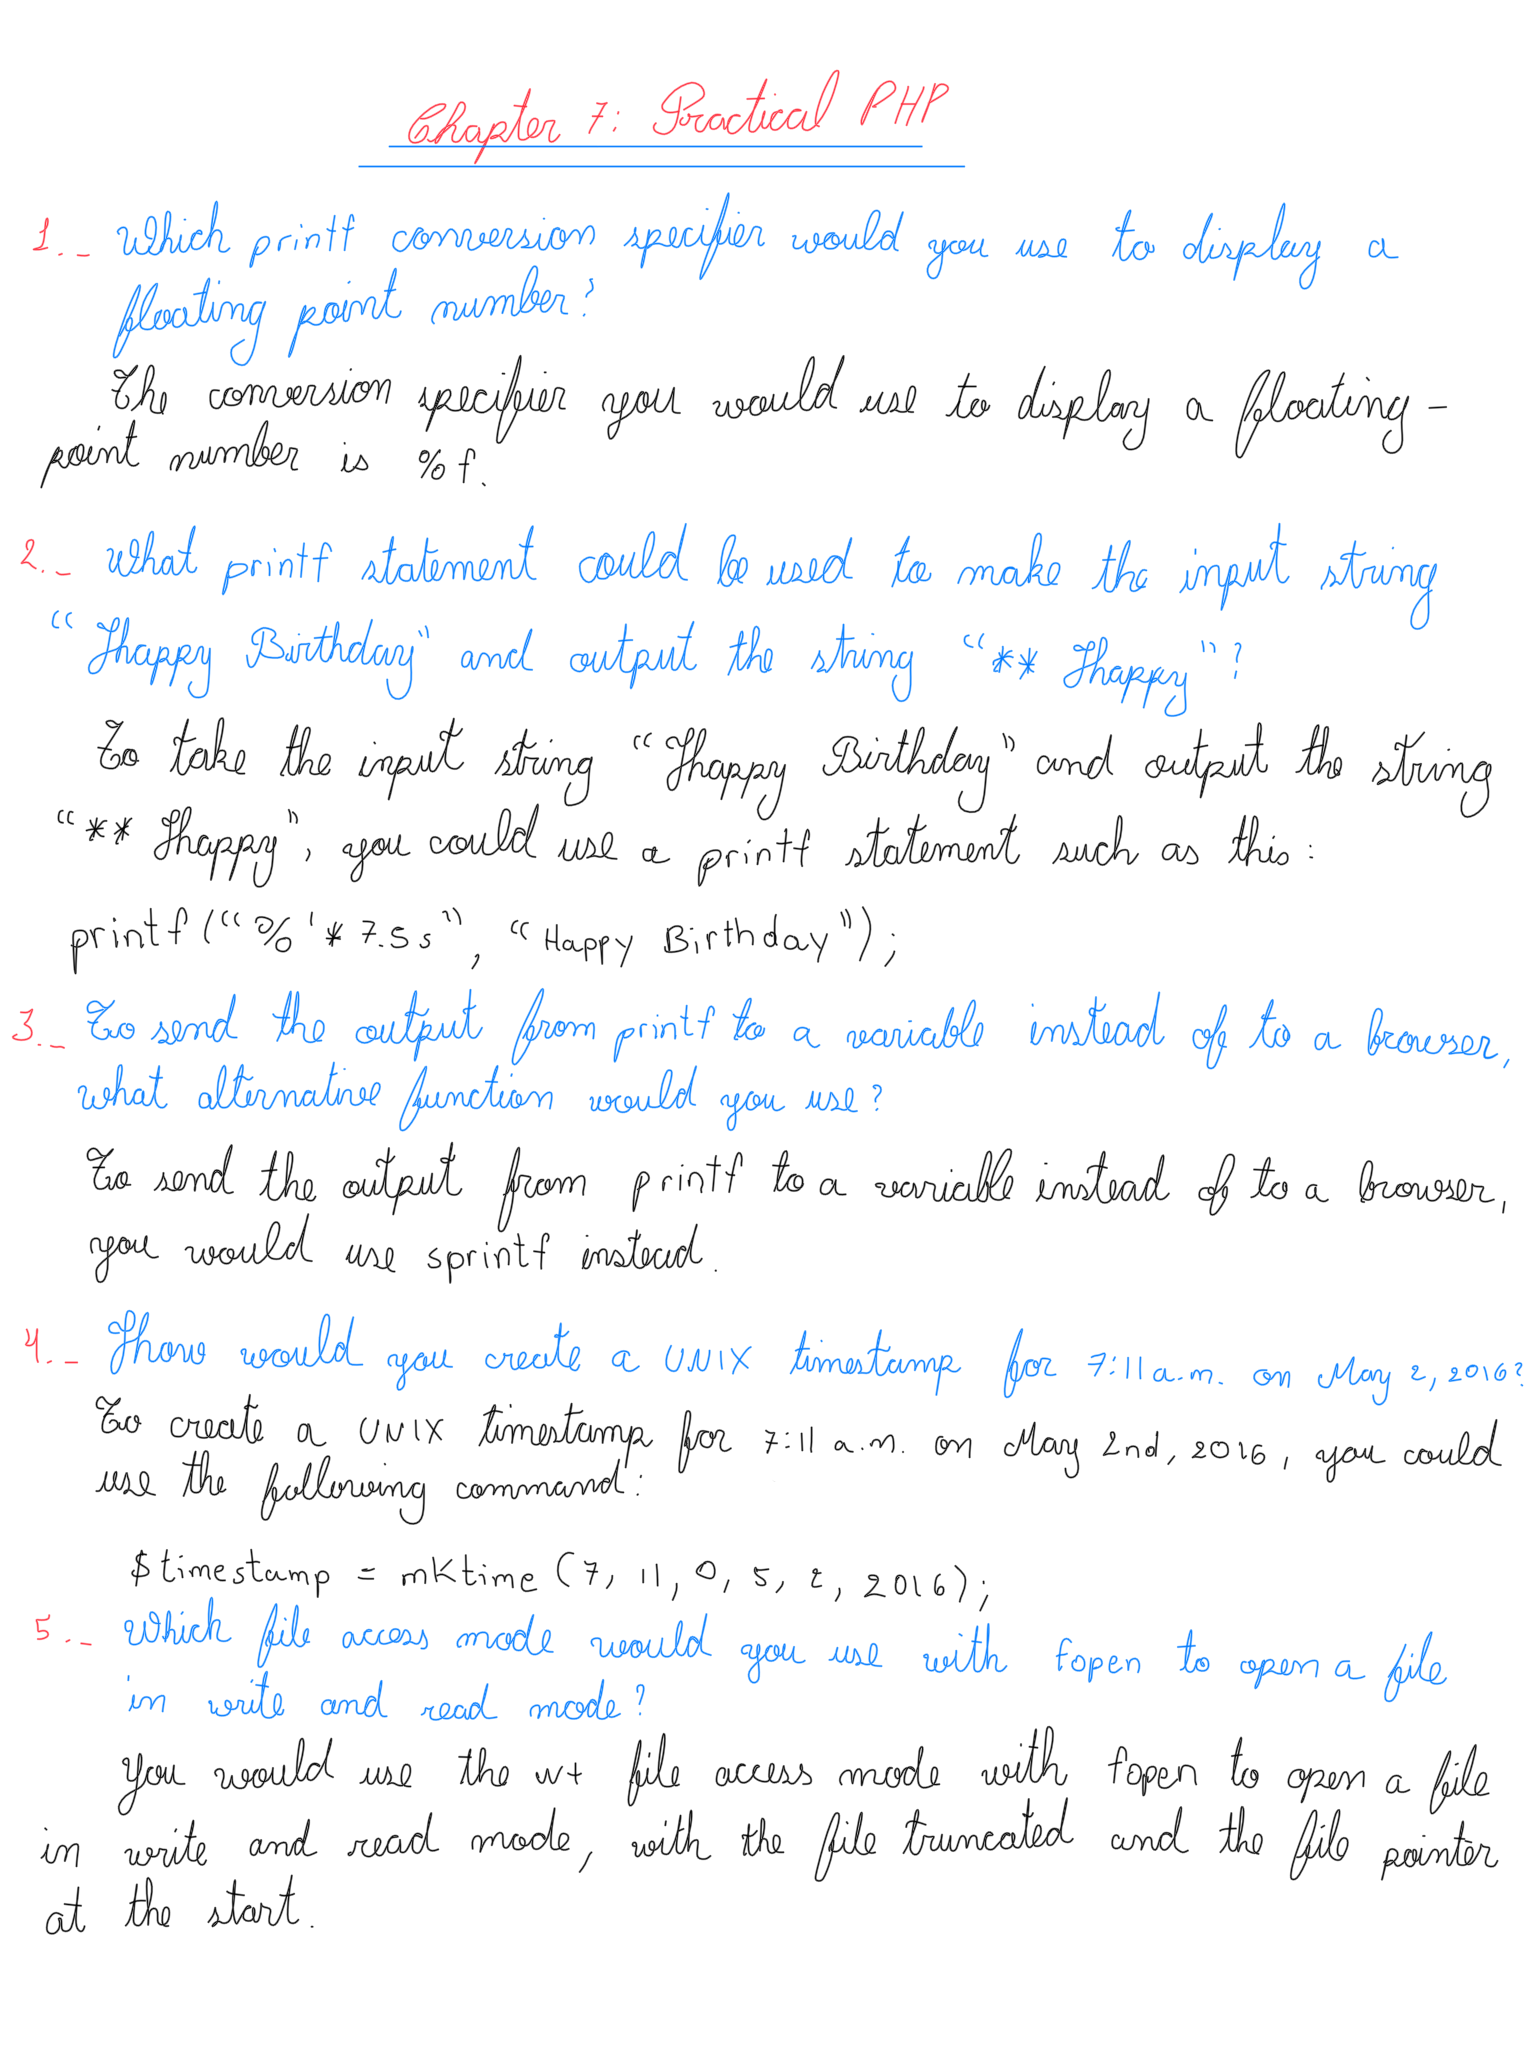 Chapter 7: Practical PHP
1.- Which printf conversion specifier would you use to display a
floating point number?
The conversion specifier you would use to display a floating-
point number is %f.
2.- What printf statement could be used to make the input string
"Happy Birthday" and output the string "** Happy"?
To take the input string "Happy Birthday" and output the string
"** Happy", you could use a printf statement such as this:
printf("%'*7.5s", "Happy Birthday");
3.- To send the output from printf to a variable instead of to a browser,
what alternative function would you use?
To send the output from printf to a variable instead of to a browser,
you would use sprintf instead.
4.- How would you create a UNIX timestamp for 7:11 a.m. on May 2, 2016?
To create a UNIX timestamp for 7:11 a.m. on May 2nd, 2016, you could
use the following command:
$timestamp = mktime(7, 11, 0, 5, 2, 2016);
5.- Which file access mode would you use with fopen to open a file
in write and read mode?
You would use the w+ file access mode with fopen to open a file
in write and read mode, with the file truncated and the file pointer
at the start.